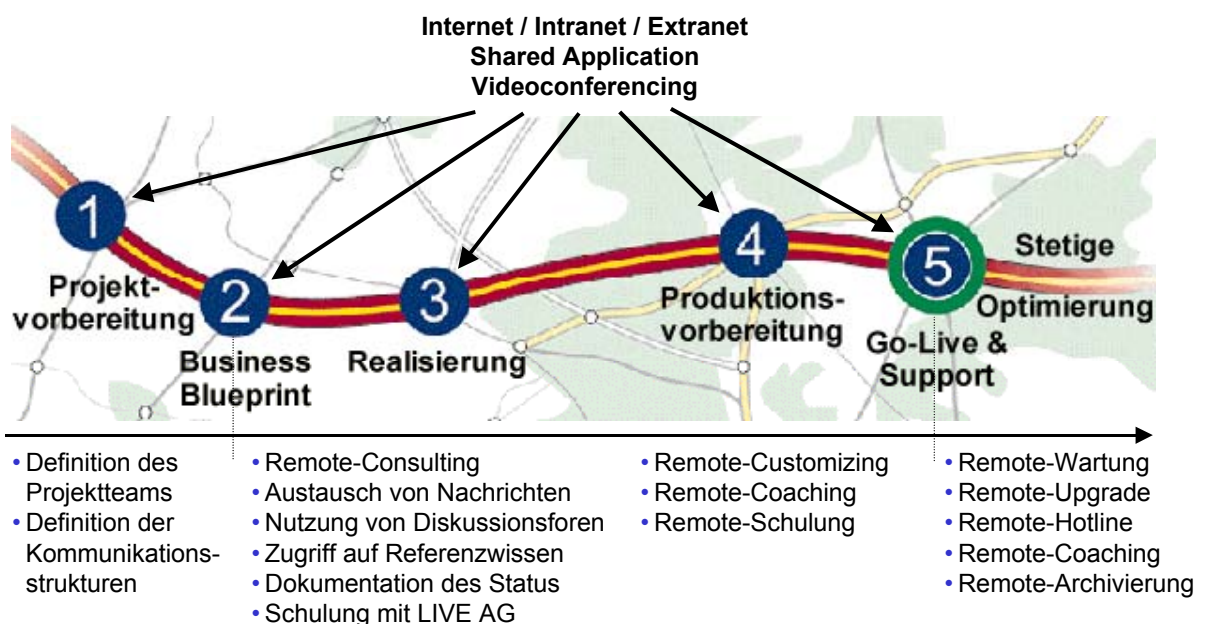 Internet / Intranet / Extranet
Shared Application
Videoconferencing
1
Projekt-
vorbereitung
2
Business
Blueprint
3
Realisierung
4
Produktions-
vorbereitung
5
Go-Live &
Support
Stetige
Optimierung
• Definition des
Projektteams
• Definition der
Kommunikations-
strukturen
• Remote-Consulting
• Austausch von Nachrichten
• Nutzung von Diskussionsforen
• Zugriff auf Referenzwissen
• Dokumentation des Status
• Schulung mit LIVE AG
• Remote-Customizing
• Remote-Coaching
• Remote-Schulung
• Remote-Wartung
• Remote-Upgrade
• Remote-Hotline
• Remote-Coaching
• Remote-Archivierung